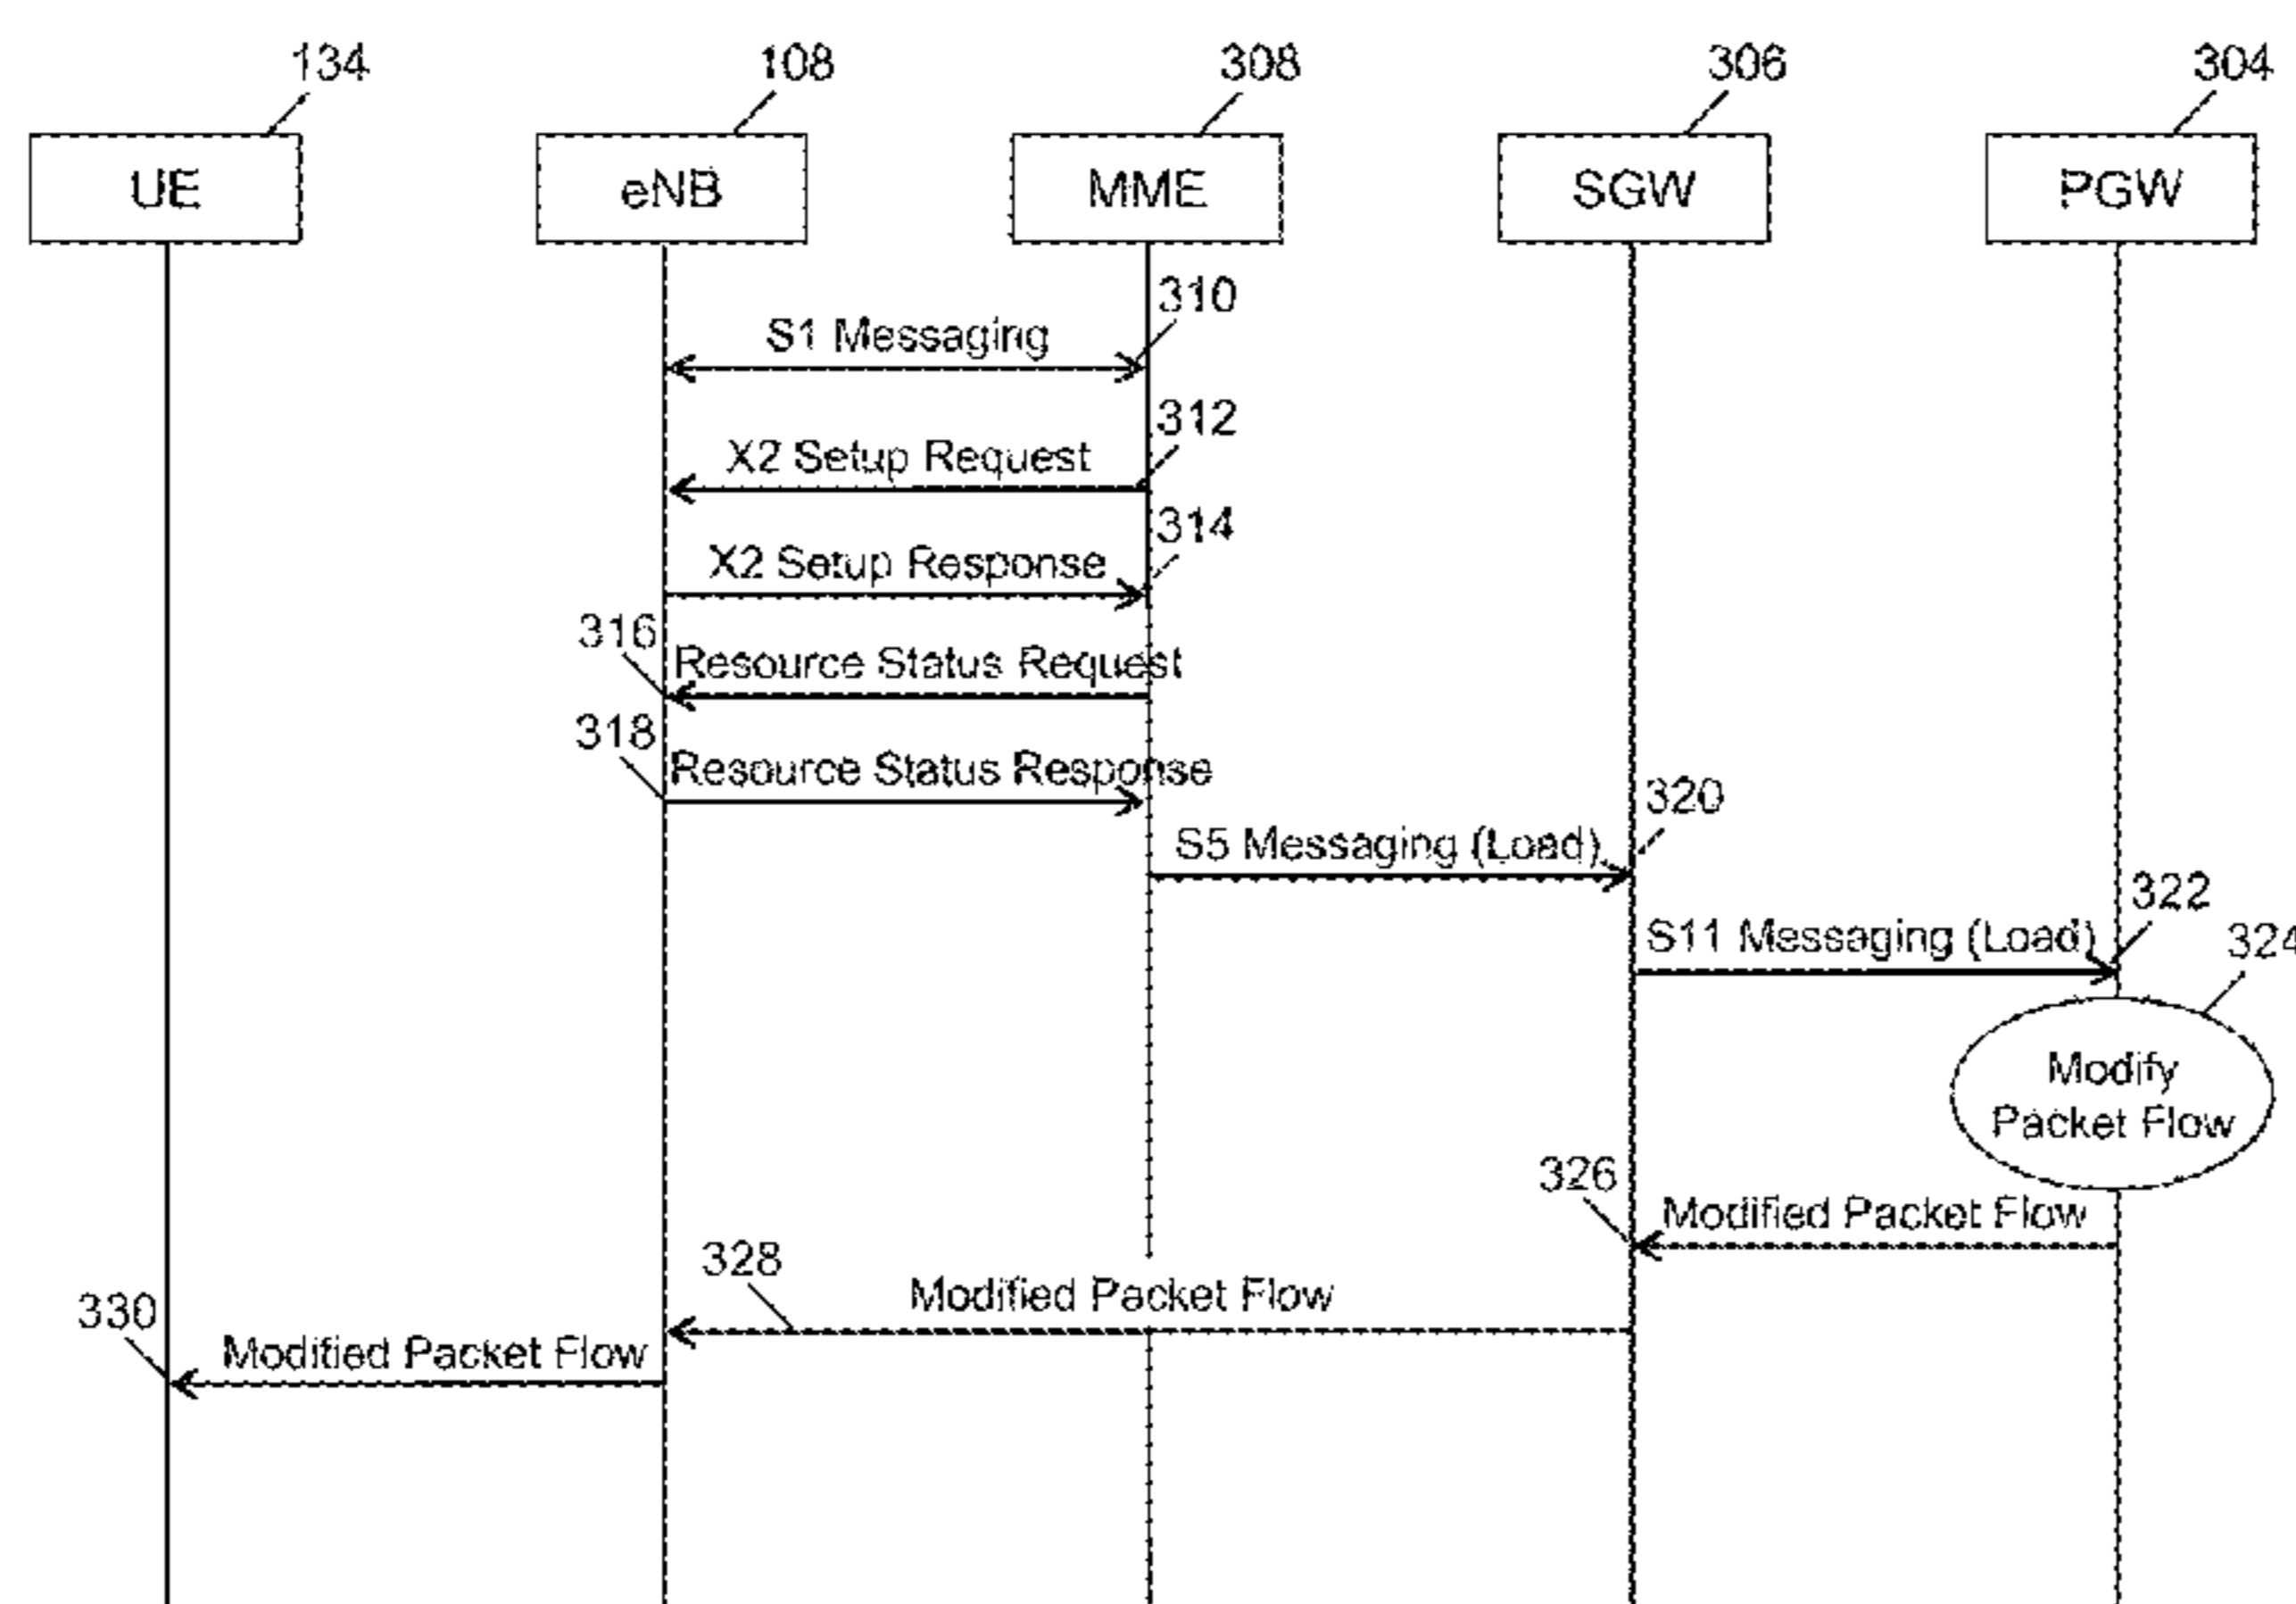 134
108
308
306
304
UE
eNB
MME
SGW
PGW
310
S1 Messaging
312
X2 Setup Request
314
X2 Setup Response
316
Resource Status Request
318
Resource Status Response
320
S5 Messaging (Load)
322
S11 Messaging (Load)
324
Modify
Packet Flow
326
Modified Packet Flow
328
Modified Packet Flow
330
Modified Packet Flow